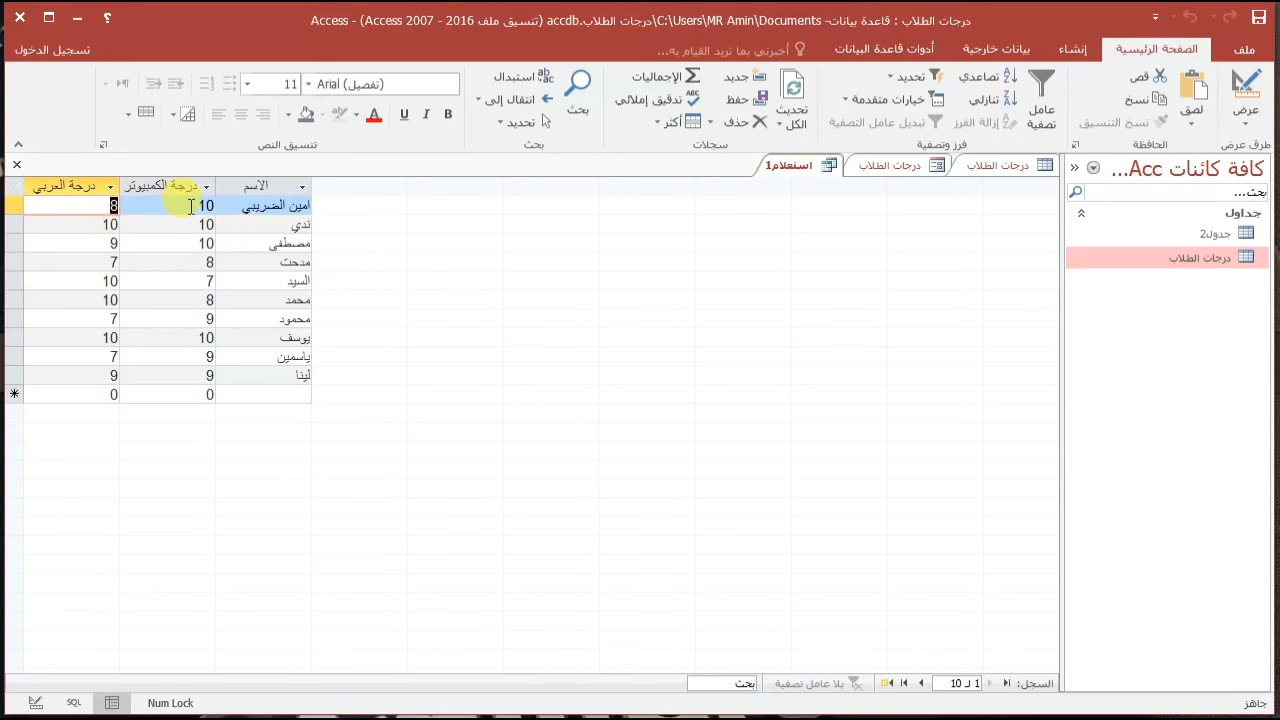 درجات الطلاب : قاعدة بيانات- C:\Users\MR Amin\Documents\درجات الطلاب.accdb (تنسيق ملف Access 2007 - 2016) - Access
ملف
الصفحة الرئيسية
إنشاء
بيانات خارجية
أدوات قاعدة البيانات
أخبرني بما تريد القيام به...
تسجيل الدخول
عرض
طرق عرض
لصق
قص
نسخ
نسخ التنسيق
الحافظة
عامل تصفية
تصاعدي
تنازلي
إزالة الفرز
تحديد
خيارات متقدمة
تبديل عامل التصفية
فرز وتصفية
تحديث الكل
جديد
حفظ
حذف
الإجماليات
تدقيق إملائي
أكثر
سجلات
بحث
استبدال
انتقال إلى
تحديد
بحث
Arial (تفصيل)
11
B I U A
تنسيق النص
كافة كائنات Acc...
بحث...
جداول
جدول2
درجات الطلاب
درجات الطلاب
درجات الطلاب
استعلام1
الاسم درجة الكمبيوتر درجة العربي
امين الضريبي 10 8
ندي 10 10
مصطفى 10 9
مدحت 8 7
السيد 7 10
محمد 8 10
محمود 9 7
يوسف 10 10
ياسمين 9 7
لينا 9 9
0 0
السجل: 1 لـ 10
بلا عامل تصفية
بحث
جاهز
Num Lock
SQL